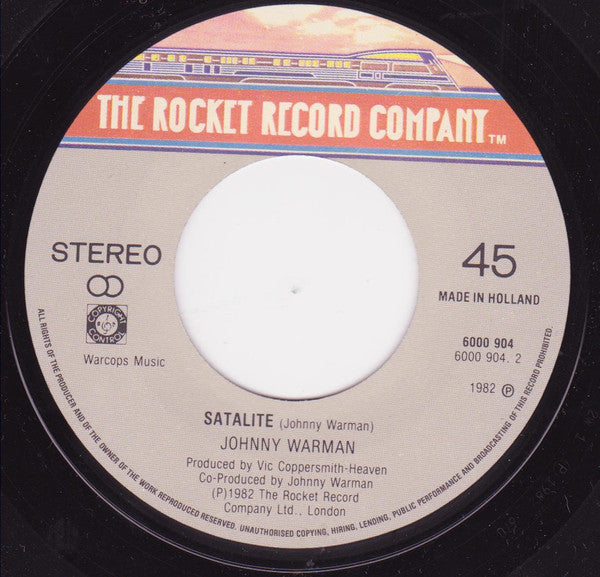 THE ROCKET RECORD COMPANY™
STEREO
45
MADE IN HOLLAND
COPYRIGHT CONTROL
Warcops Music
6000 904
6000 904. 2
1982 Ⓟ
SATALITE (Johnny Warman)
JOHNNY WARMAN
Produced by Vic Coppersmith-Heaven
Co-Produced by Johnny Warman
(P)1982 The Rocket Record
Company Ltd., London
ALL RIGHTS OF THE PRODUCER AND OF THE OWNER OF THE WORK REPRODUCED RESERVED. UNAUTHORISED COPYING, HIRING, LENDING, PUBLIC PERFORMANCE AND BROADCASTING OF THIS RECORD PROHIBITED.